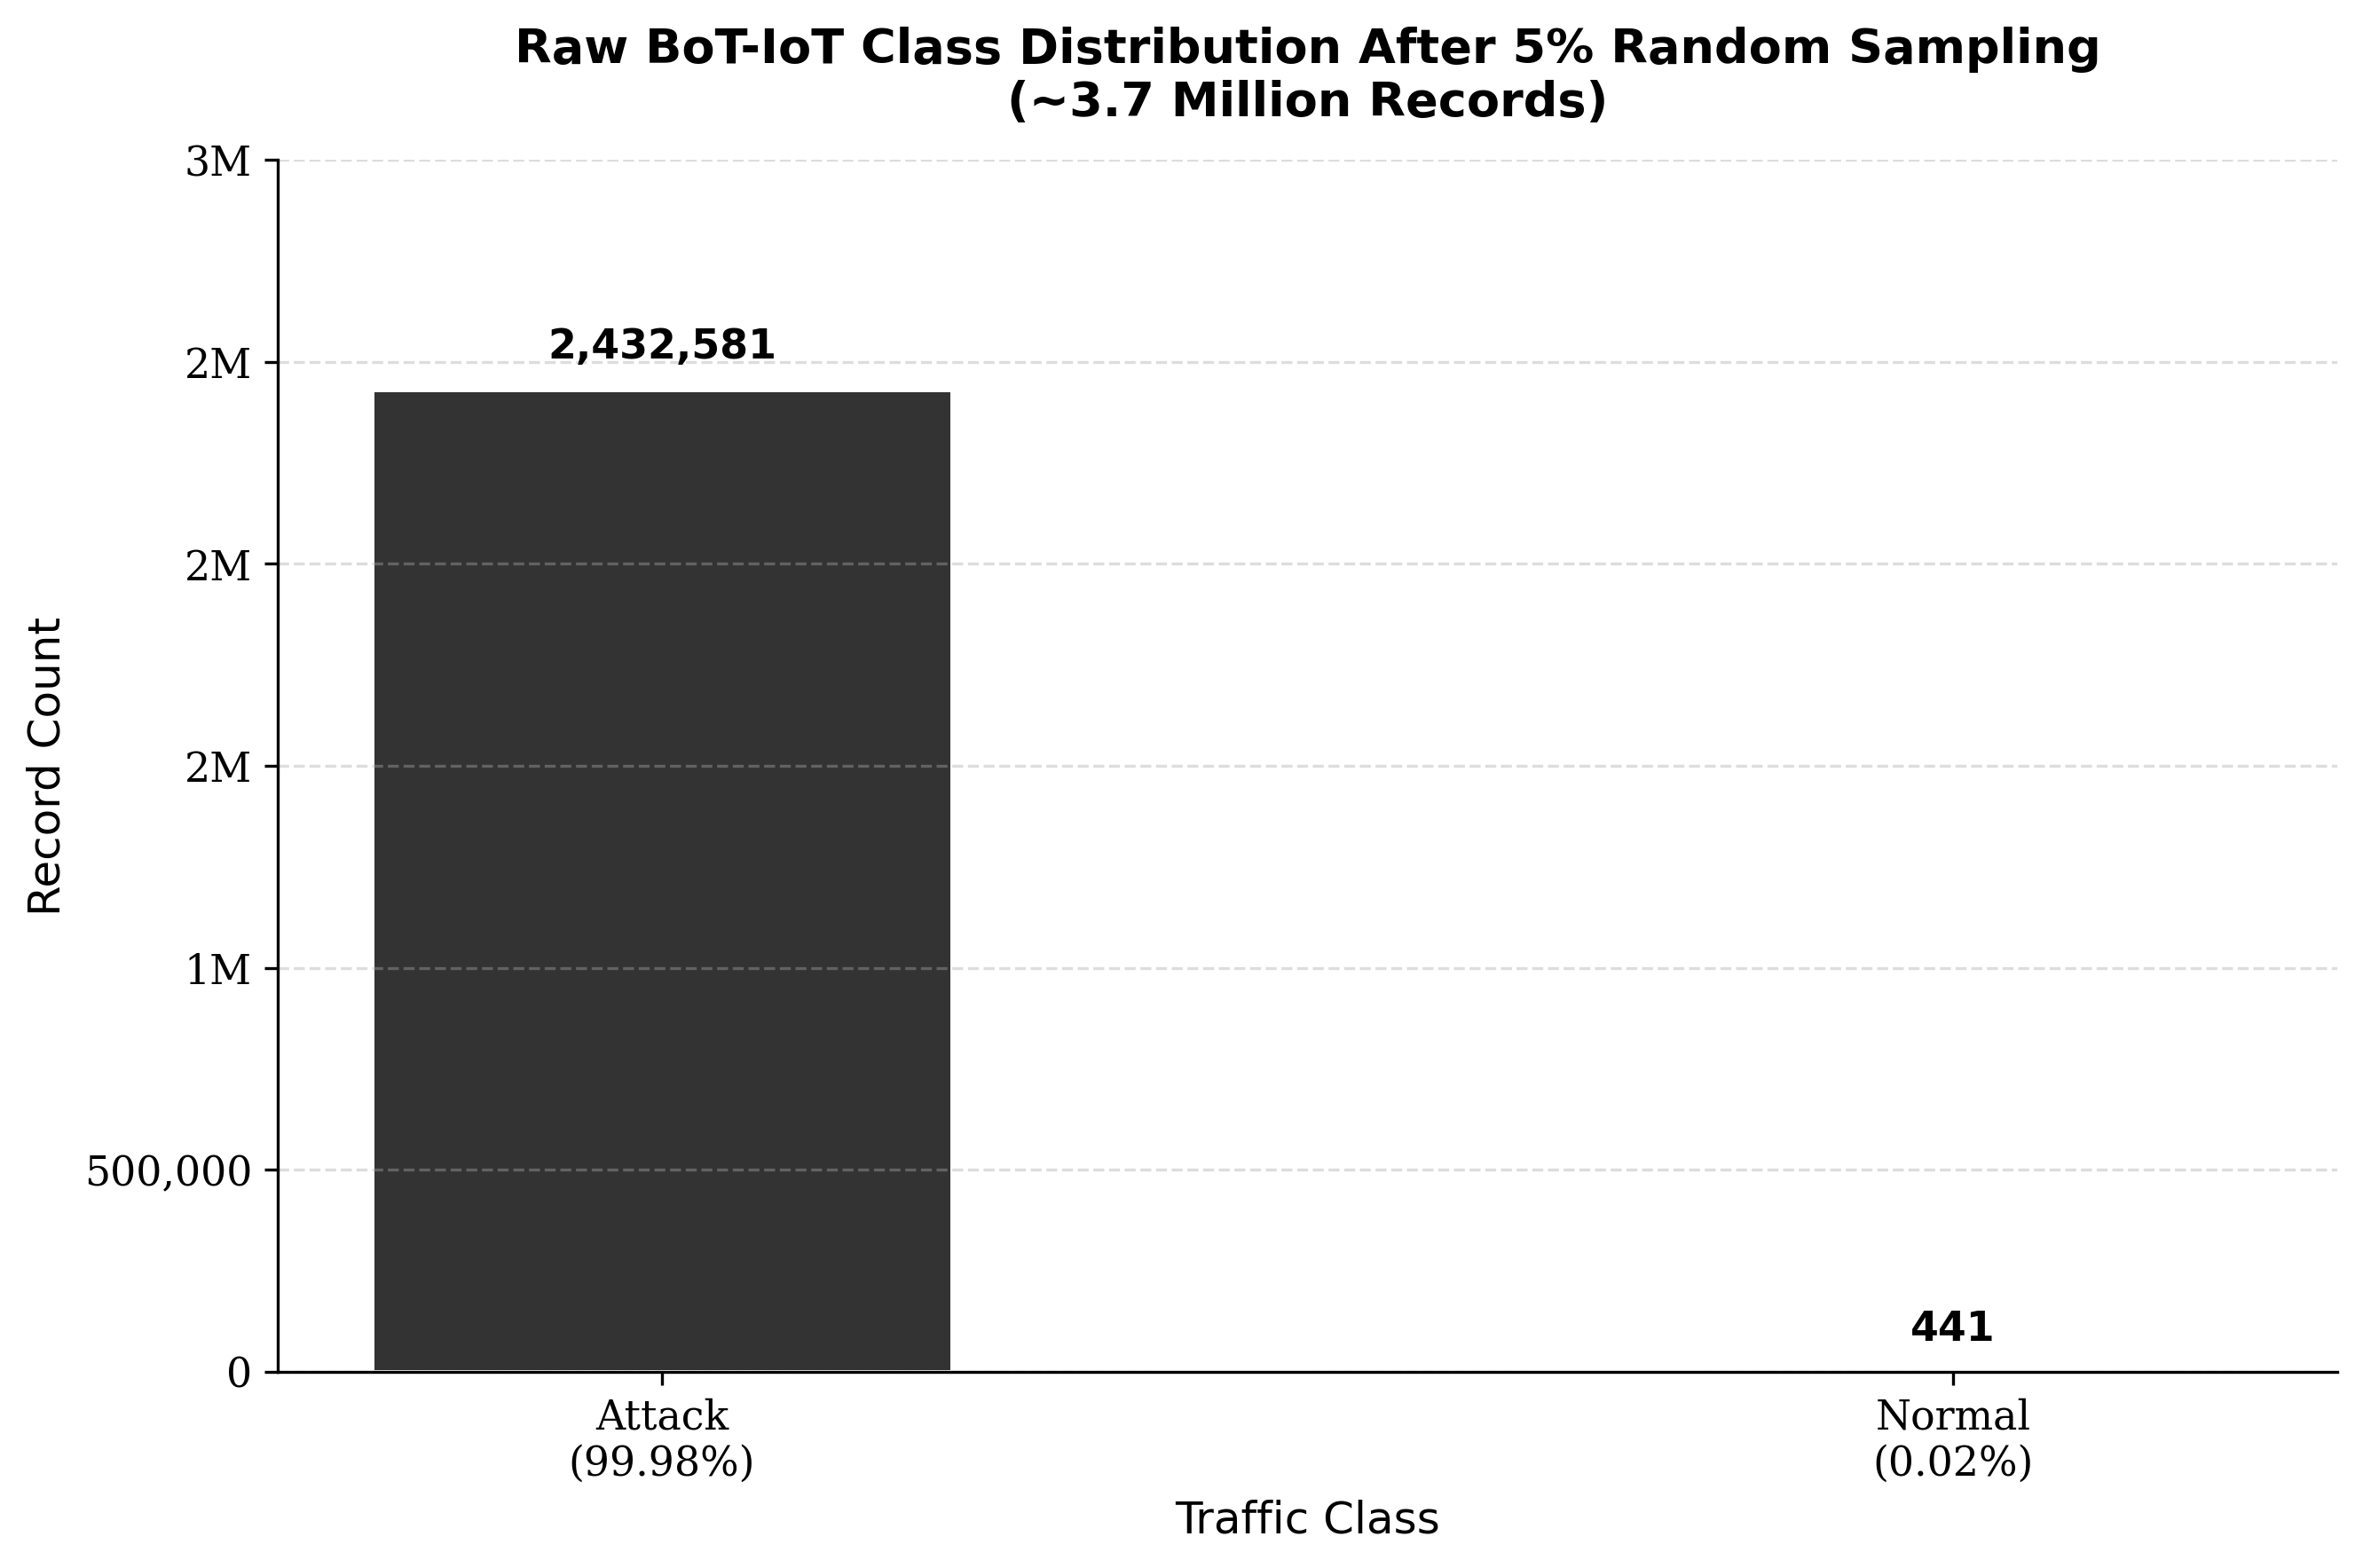 Raw BoT-IoT Class Distribution After 5% Random Sampling
(~3.7 Million Records)
3M
2M
2M
2M
1M
500,000
0
Record Count
2,432,581
441
Attack
(99.98%)
Normal
(0.02%)
Traffic Class